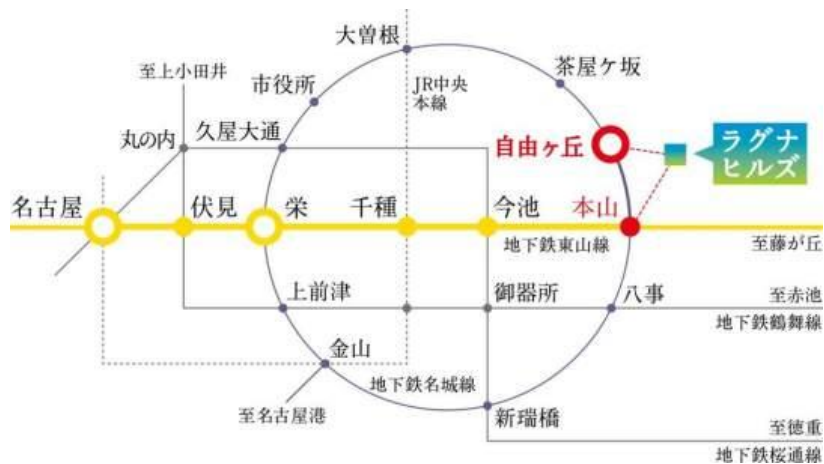 大曽根
至上小田井
茶屋ケ坂
市役所
JR中央
本線
丸の内
久屋大通
自由ヶ丘
ラグナ
ヒルズ
名古屋
伏見
栄
千種
今池
本山
地下鉄東山線
至藤が丘
上前津
御器所
八事
至赤池
地下鉄鶴舞線
金山
地下鉄名城線
至名古屋港
新瑞橋
至徳重
地下鉄桜通線